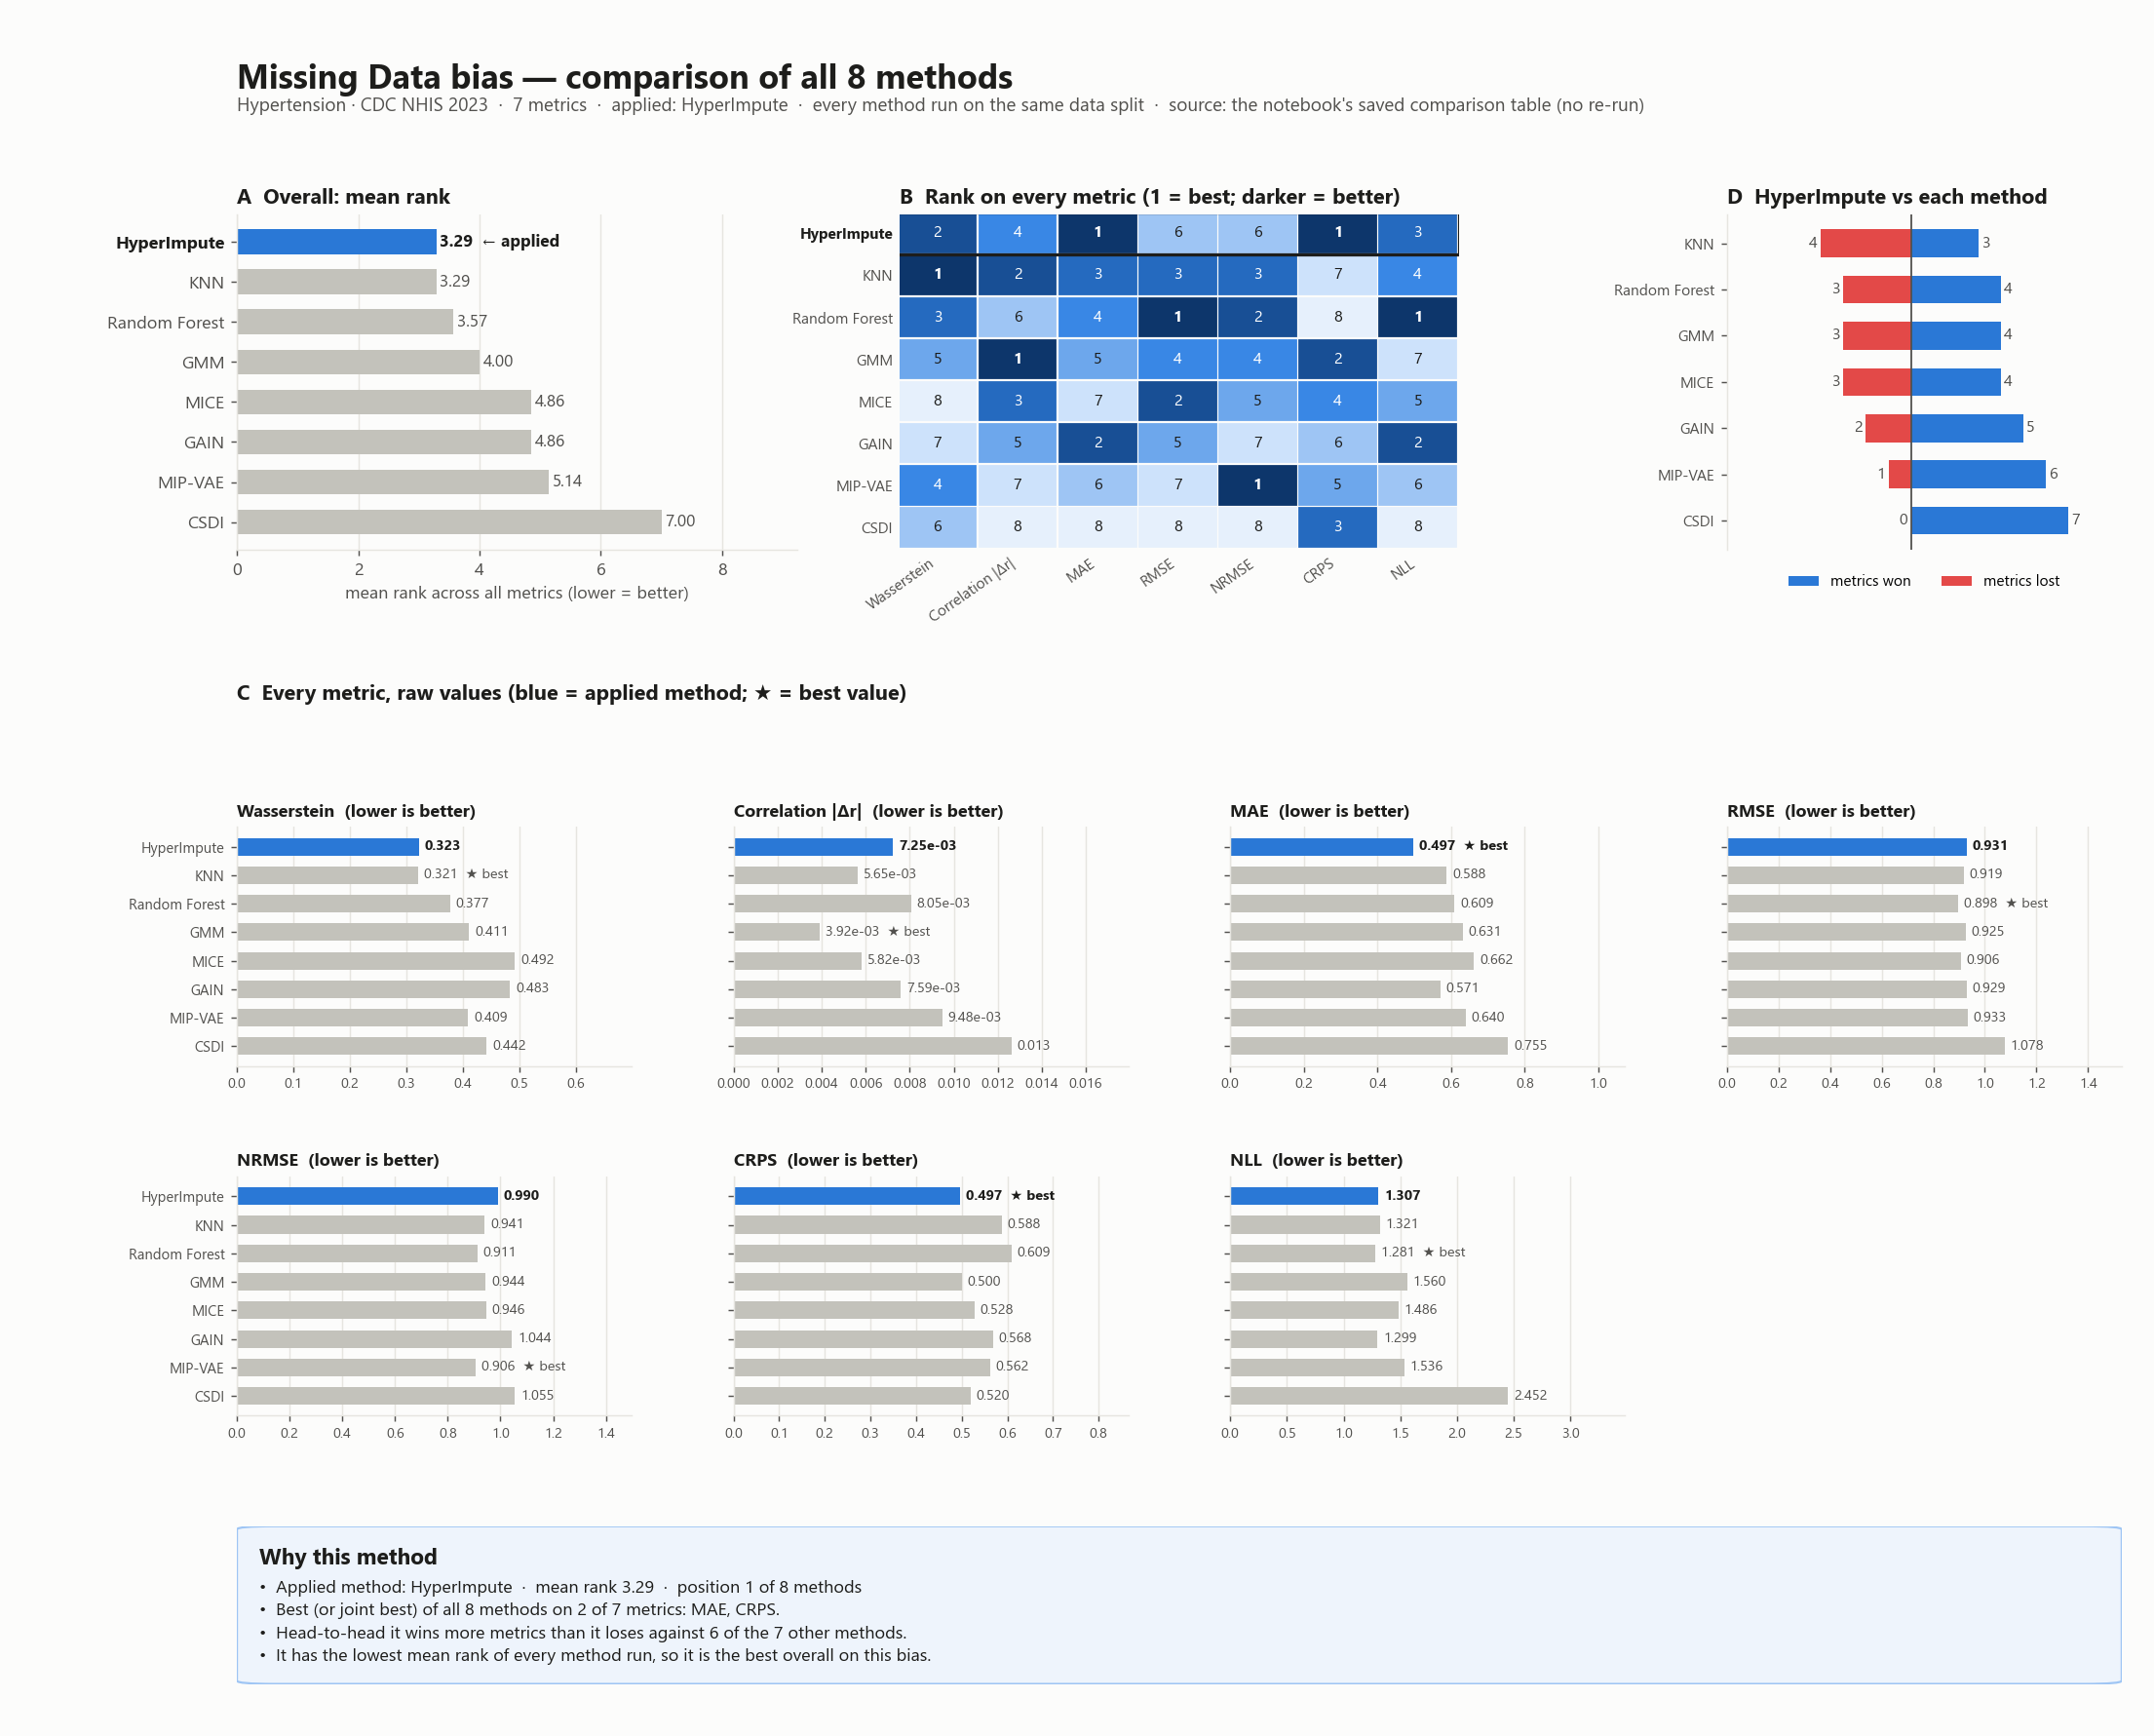 Missing Data bias — comparison of all 8 methods
Hypertension · CDC NHIS 2023 · 7 metrics · applied: HyperImpute · every method run on the same data split · source: the notebook's saved comparison table (no re-run)
A Overall: mean rank
HyperImpute 3.29 ← applied
KNN 3.29
Random Forest 3.57
GMM 4.00
MICE 4.86
GAIN 4.86
MIP-VAE 5.14
CSDI 7.00
0 2 4 6 8
mean rank across all metrics (lower = better)
B Rank on every metric (1 = best; darker = better)
HyperImpute 2 4 1 6 6 1 3
KNN 1 2 3 3 3 7 4
Random Forest 3 6 4 1 2 8 1
GMM 5 1 5 4 4 2 7
MICE 8 3 7 2 5 4 5
GAIN 7 5 2 5 7 6 2
MIP-VAE 4 7 6 7 1 5 6
CSDI 6 8 8 8 8 3 8
Wasserstein Correlation |Δr| MAE RMSE NRMSE CRPS NLL
D HyperImpute vs each method
KNN 4 3
Random Forest 3 4
GMM 3 4
MICE 3 4
GAIN 2 5
MIP-VAE 1 6
CSDI 0 7
metrics won metrics lost
C Every metric, raw values (blue = applied method; ★ = best value)
Wasserstein (lower is better)
HyperImpute 0.323
KNN 0.321 ★ best
Random Forest 0.377
GMM 0.411
MICE 0.492
GAIN 0.483
MIP-VAE 0.409
CSDI 0.442
0.0 0.1 0.2 0.3 0.4 0.5 0.6
Correlation |Δr| (lower is better)
7.25e-03
5.65e-03
8.05e-03
3.92e-03 ★ best
5.82e-03
7.59e-03
9.48e-03
0.013
0.000 0.002 0.004 0.006 0.008 0.010 0.012 0.014 0.016
MAE (lower is better)
0.497 ★ best
0.588
0.609
0.631
0.662
0.571
0.640
0.755
0.0 0.2 0.4 0.6 0.8 1.0
RMSE (lower is better)
0.931
0.919
0.898 ★ best
0.925
0.906
0.929
0.933
1.078
0.0 0.2 0.4 0.6 0.8 1.0 1.2 1.4
NRMSE (lower is better)
HyperImpute 0.990
KNN 0.941
Random Forest 0.911
GMM 0.944
MICE 0.946
GAIN 1.044
MIP-VAE 0.906 ★ best
CSDI 1.055
0.0 0.2 0.4 0.6 0.8 1.0 1.2 1.4
CRPS (lower is better)
0.497 ★ best
0.588
0.609
0.500
0.528
0.568
0.562
0.520
0.0 0.1 0.2 0.3 0.4 0.5 0.6 0.7 0.8
NLL (lower is better)
1.307
1.321
1.281 ★ best
1.560
1.486
1.299
1.536
2.452
0.0 0.5 1.0 1.5 2.0 2.5 3.0
Why this method
• Applied method: HyperImpute · mean rank 3.29 · position 1 of 8 methods
• Best (or joint best) of all 8 methods on 2 of 7 metrics: MAE, CRPS.
• Head-to-head it wins more metrics than it loses against 6 of the 7 other methods.
• It has the lowest mean rank of every method run, so it is the best overall on this bias.